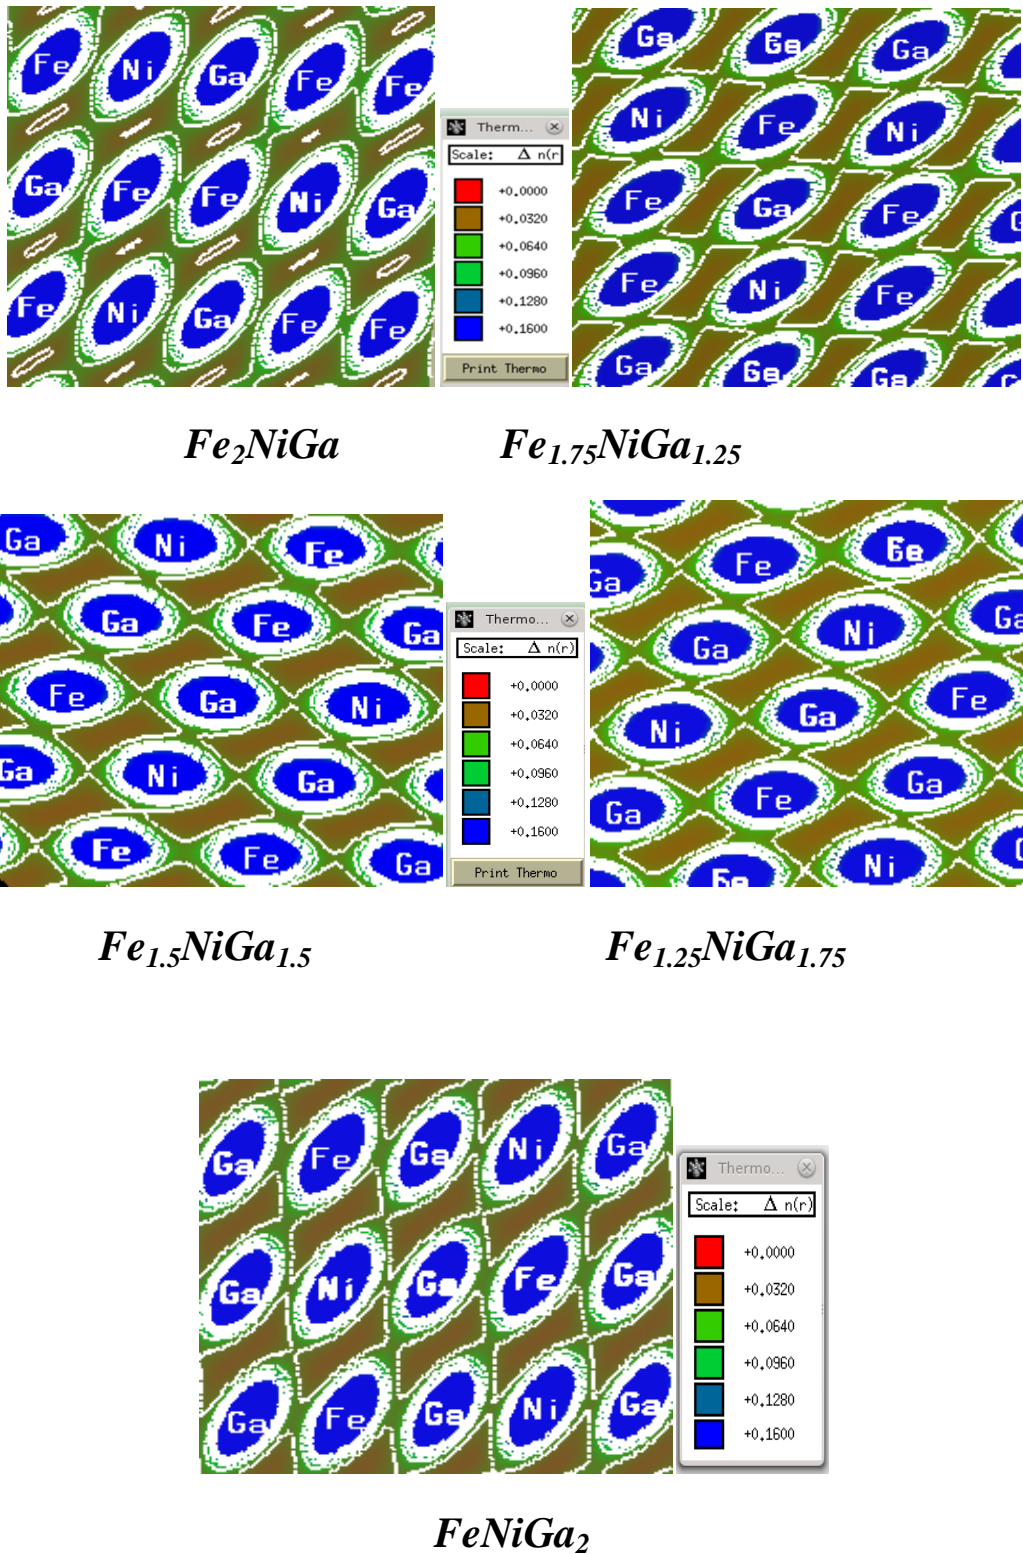 Fe Ni Ga Fe Fe
Ga Fe Fe Ni Ga
Fe Ni Ga Fe Fe
Therm...
Scale: Δ n(r
+0.0000
+0.0320
+0.0640
+0.0960
+0.1280
+0.1600
Print Thermo
Ga Ga Ga
Ni Fe Ni
Fe Ga Fe G
Fe Ni Fe
Ga Ga Ga G
Fe2NiGa
Fe1.75NiGa1.25
Ga Ni Fe
Ga Fe Ga
Fe Ga Ni
Ga Ni Ga
Fe Fe Ga
Thermo...
Scale: Δ n(r)
+0.0000
+0.0320
+0.0640
+0.0960
+0.1280
+0.1600
Print Thermo
Fe
Ga Ga Ni Ga
Ni Ga Fe
Ga Fe Ga
Ni
Fe1.5NiGa1.5
Fe1.25NiGa1.75
Ga Fe Ga Ni Ga
Ga Ni Ga Fe Ga
Ga Fe Ga Ni Ga
Thermo...
Scale: Δ n(r)
+0.0000
+0.0320
+0.0640
+0.0960
+0.1280
+0.1600
FeNiGa2